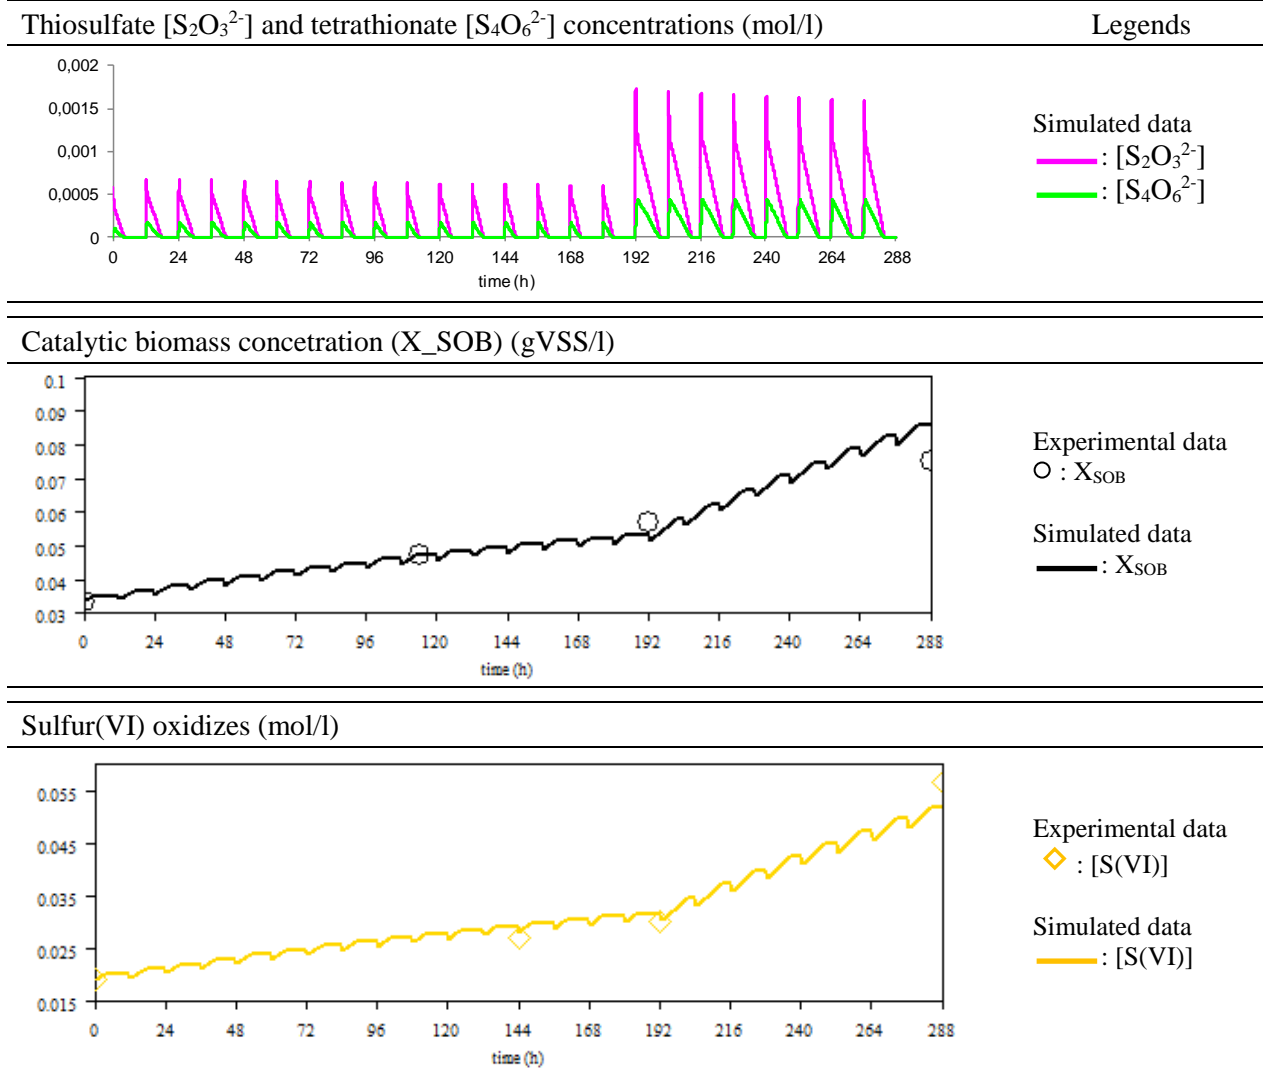 Thiosulfate [S₂O₃²⁻] and tetrathionate [S₄O₆²⁻] concentrations (mol/l) Legends
0,002
0,0015
0,001
0,0005
0
0 24 48 72 96 120 144 168 192 216 240 264 288
time (h)
Simulated data
: [S₂O₃²⁻]
: [S₄O₆²⁻]
Catalytic biomass concetration (X_SOB) (gVSS/l)
0.1
0.09
0.08
0.07
0.06
0.05
0.04
0.03
0 24 48 72 96 120 144 168 192 216 240 264 288
time (h)
Experimental data
: X_SOB
Simulated data
: X_SOB
Sulfur(VI) oxidizes (mol/l)
0.055
0.045
0.035
0.025
0.015
0 24 48 72 96 120 144 168 192 216 240 264 288
time (h)
Experimental data
: [S(VI)]
Simulated data
: [S(VI)]